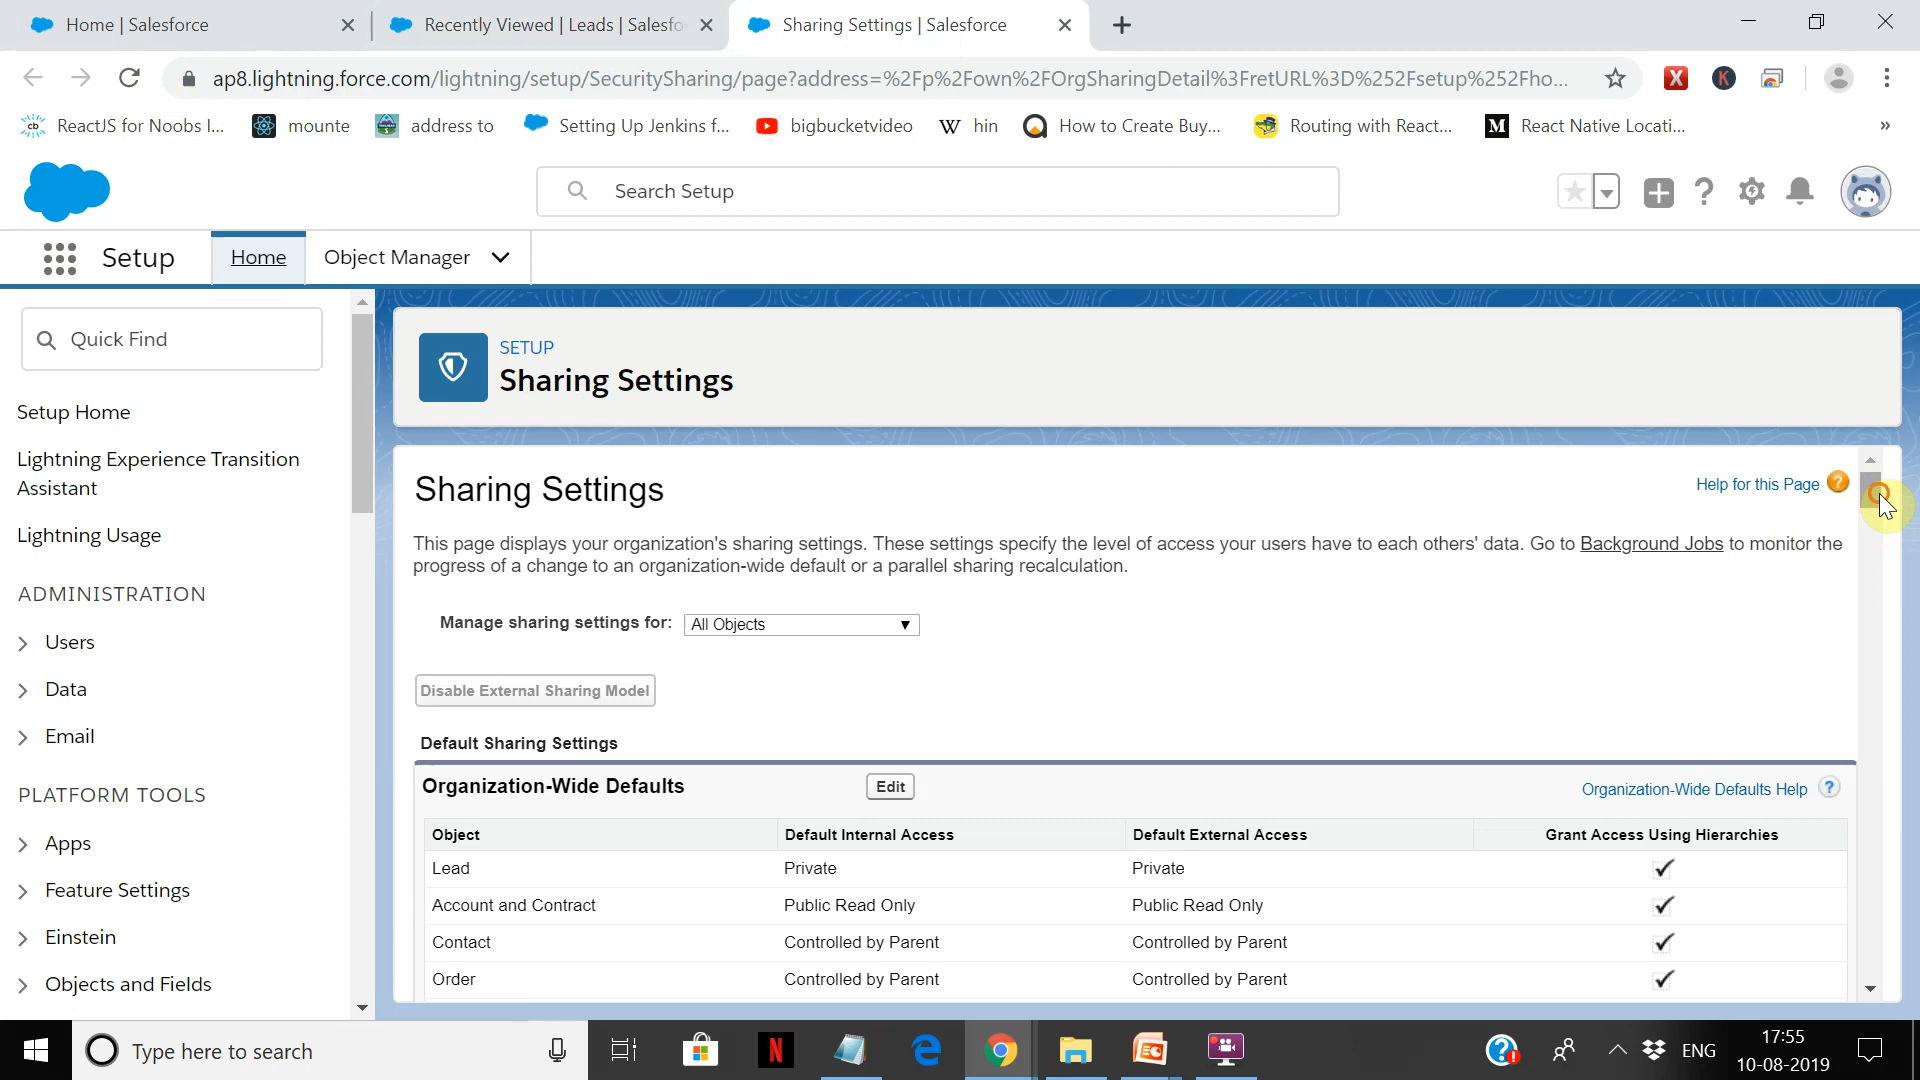 Home | Salesforce
Recently Viewed | Leads | Salesfo
Sharing Settings | Salesforce
ap8.lightning.force.com/lightning/setup/SecuritySharing/page?address=%2Fp%2Fown%2FOrgSharingDetail%3FretURL%3D%252Fsetup%252Fho...
X
K
cb
ReactJS for Noobs I...
mounte
address to
Setting Up Jenkins f...
bigbucketvideo
W
hin
How to Create Buy...
Routing with React...
M
React Native Locati...
»
Search Setup
Setup
Home
Object Manager
Quick Find
Setup Home
Lightning Experience Transition
Assistant
Lightning Usage
ADMINISTRATION
Users
Data
Email
PLATFORM TOOLS
Apps
Feature Settings
Einstein
Objects and Fields
SETUP
Sharing Settings
Sharing Settings
Help for this Page ?
This page displays your organization's sharing settings. These settings specify the level of access your users have to each others' data. Go to Background Jobs to monitor the
progress of a change to an organization-wide default or a parallel sharing recalculation.
Manage sharing settings for: All Objects
Disable External Sharing Model
Default Sharing Settings
Organization-Wide Defaults
Edit
Organization-Wide Defaults Help ?
Object Default Internal Access Default External Access Grant Access Using Hierarchies
Lead Private Private
Account and Contract Public Read Only Public Read Only
Contact Controlled by Parent Controlled by Parent
Order Controlled by Parent Controlled by Parent
Type here to search
N
ENG
17:55
10-08-2019